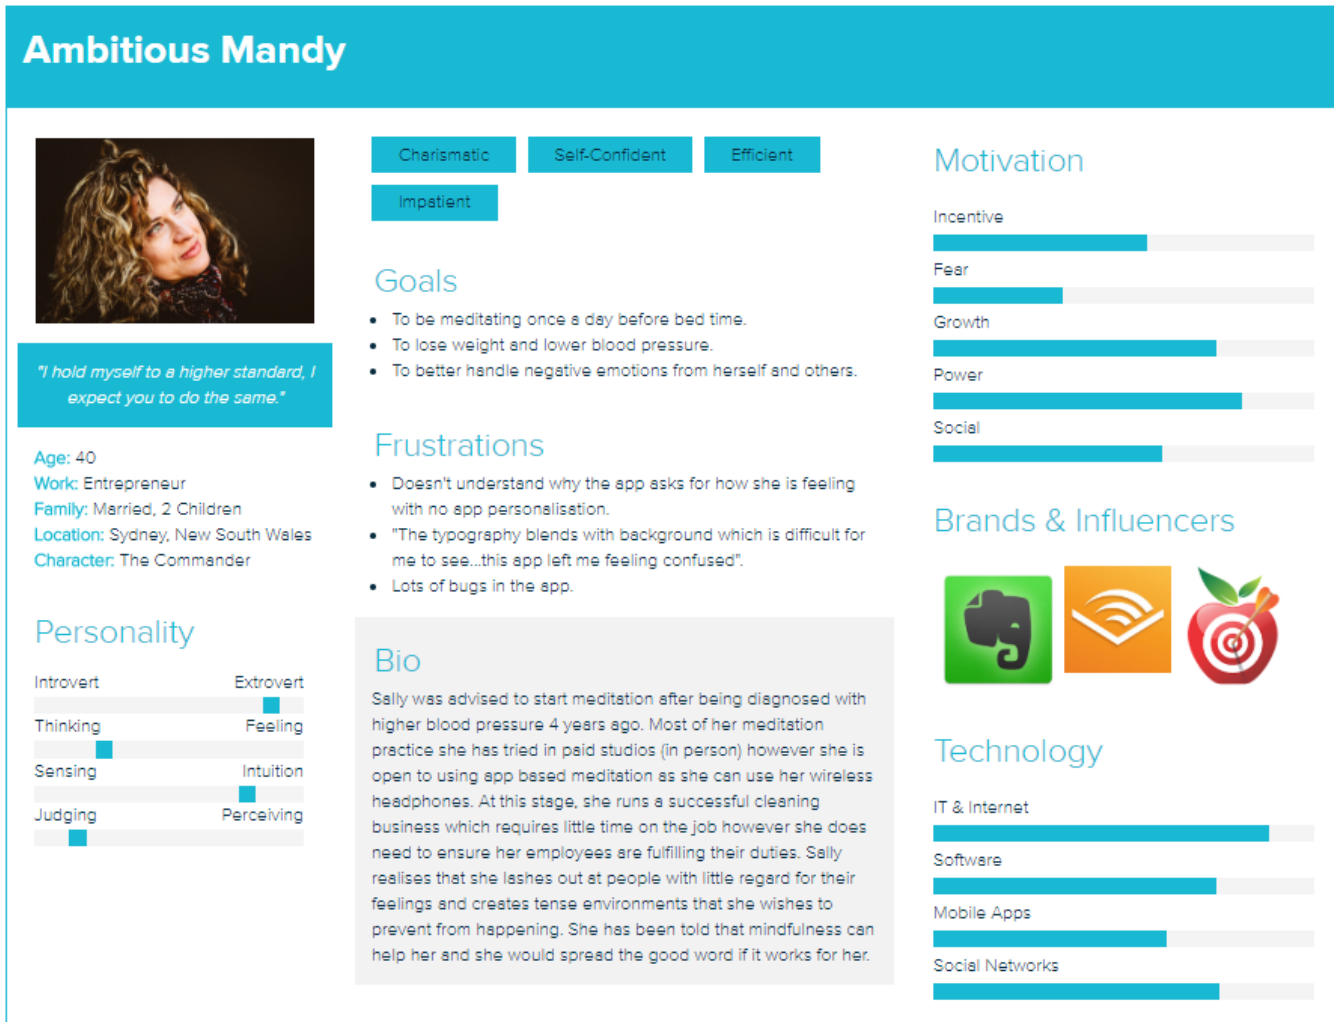 Ambitious Mandy
"I hold myself to a higher standard, I
expect you to do the same."
Age: 40
Work: Entrepreneur
Family: Married, 2 Children
Location: Sydney, New South Wales
Character: The Commander
Personality
Introvert Extrovert
Thinking Feeling
Sensing Intuition
Judging Perceiving
Charismatic Self-Confident Efficient
Impatient
Goals
• To be meditating once a day before bed time.
• To lose weight and lower blood pressure.
• To better handle negative emotions from herself and others.
Frustrations
• Doesn't understand why the app asks for how she is feeling
with no app personalisation.
• "The typography blends with background which is difficult for
me to see...this app left me feeling confused".
• Lots of bugs in the app.
Bio
Sally was advised to start meditation after being diagnosed with
higher blood pressure 4 years ago. Most of her meditation
practice she has tried in paid studios (in person) however she is
open to using app based meditation as she can use her wireless
headphones. At this stage, she runs a successful cleaning
business which requires little time on the job however she does
need to ensure her employees are fulfilling their duties. Sally
realises that she lashes out at people with little regard for their
feelings and creates tense environments that she wishes to
prevent from happening. She has been told that mindfulness can
help her and she would spread the good word if it works for her.
Motivation
Incentive
Fear
Growth
Power
Social
Brands & Influencers
Technology
IT & Internet
Software
Mobile Apps
Social Networks